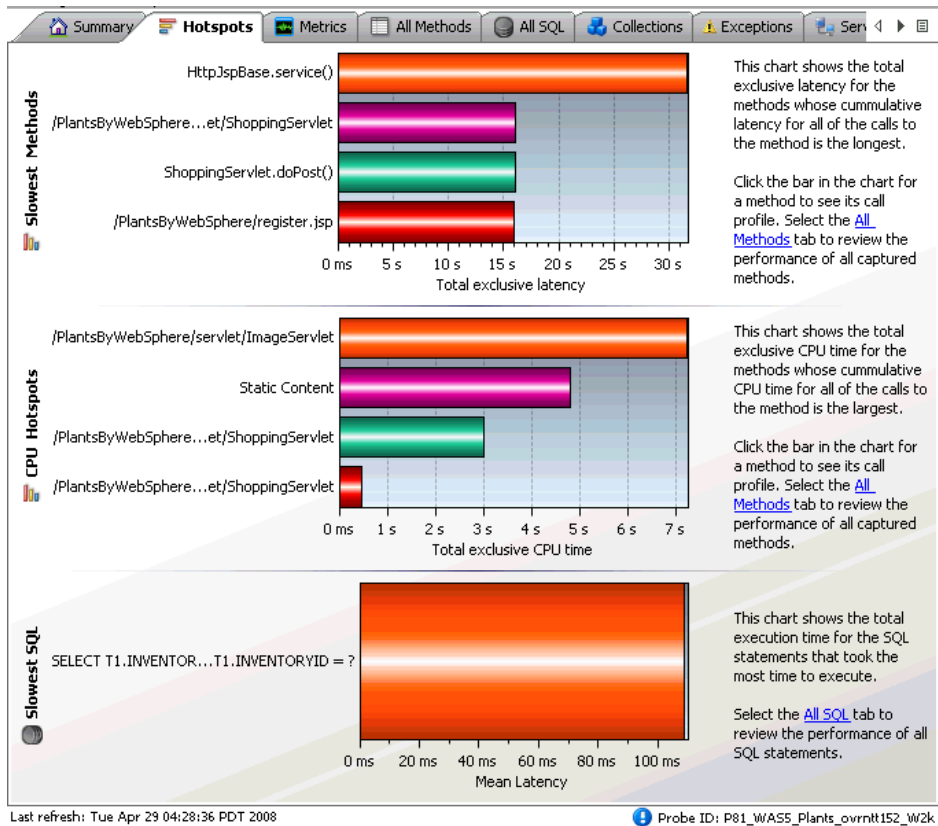 Summary Hotspots Metrics All Methods All SQL Collections Exceptions
Slowest Methods
HttpJspBase.service()
/PlantsByWebSphere...et/ShoppingServlet
ShoppingServlet.doPost()
/PlantsByWebSphere/register.jsp
0 ms 5 s 10 s 15 s 20 s 25 s 30 s
Total exclusive latency
This chart shows the total
exclusive latency for the
methods whose cummulative
latency for all of the calls to
the method is the longest.
Click the bar in the chart for
a method to see its call
profile. Select the All
Methods tab to review the
performance of all captured
methods.
CPU Hotspots
/PlantsByWebSphere/servlet/ImageServlet
Static Content
/PlantsByWebSphere...et/ShoppingServlet
/PlantsByWebSphere...et/ShoppingServlet
0 ms 1 s 2 s 3 s 4 s 5 s 6 s 7 s
Total exclusive CPU time
This chart shows the total
exclusive CPU time for the
methods whose cummulative
CPU time for all of the calls to
the method is the largest.
Click the bar in the chart for
a method to see its call
profile. Select the All
Methods tab to review the
performance of all captured
methods.
Slowest SQL
SELECT T1.INVENTOR...T1.INVENTORYID = ?
0 ms 20 ms 40 ms 60 ms 80 ms 100 ms
Mean Latency
This chart shows the total
execution time for the SQL
statements that took the
most time to execute.
Select the All SQL tab to
review the performance of all
SQL statements.
Last refresh: Tue Apr 29 04:28:36 PDT 2008
Probe ID: P81_WAS5_Plants_ovrntt152_W2k